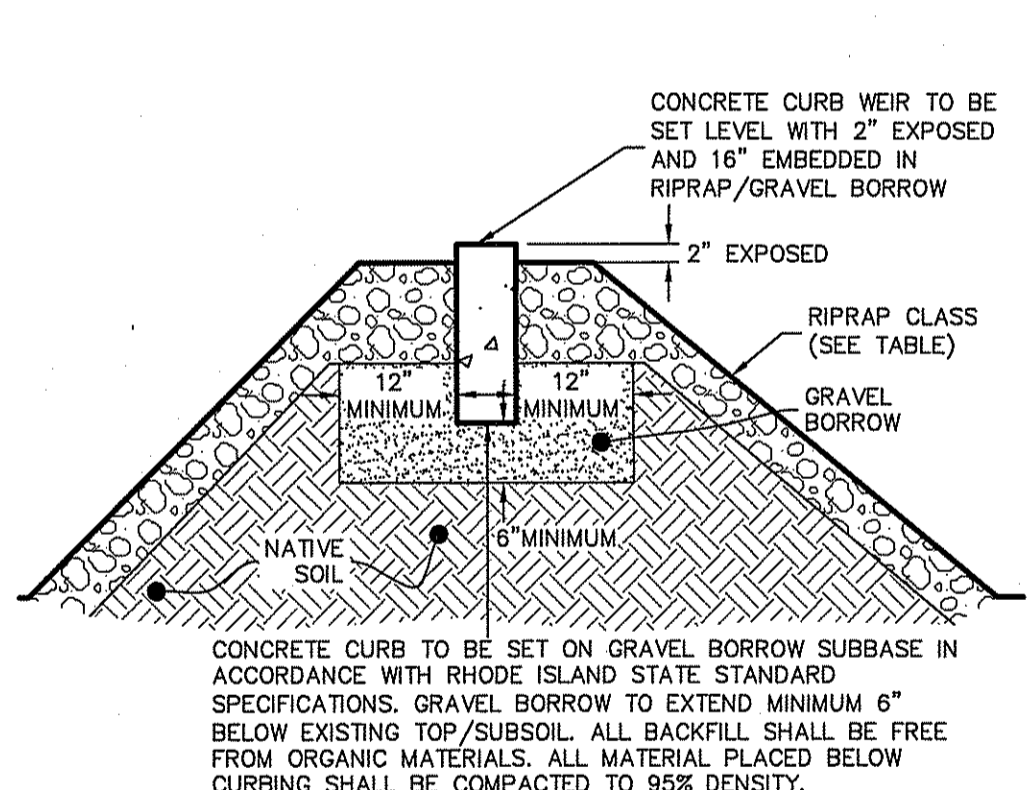 CONCRETE CURB WEIR TO BE
SET LEVEL WITH 2" EXPOSED
AND 16" EMBEDDED IN
RIPRAP/GRAVEL BORROW
2" EXPOSED
RIPRAP CLASS
(SEE TABLE)
12"
MINIMUM
12"
MINIMUM
GRAVEL
BORROW
6" MINIMUM
NATIVE
SOIL
CONCRETE CURB TO BE SET ON GRAVEL BORROW SUBBASE IN
ACCORDANCE WITH RHODE ISLAND STATE STANDARD
SPECIFICATIONS. GRAVEL BORROW TO EXTEND MINIMUM 6"
BELOW EXISTING TOP/SUBSOIL. ALL BACKFILL SHALL BE FREE
FROM ORGANIC MATERIALS. ALL MATERIAL PLACED BELOW
CURBING SHALL BE COMPACTED TO 95% DENSITY.